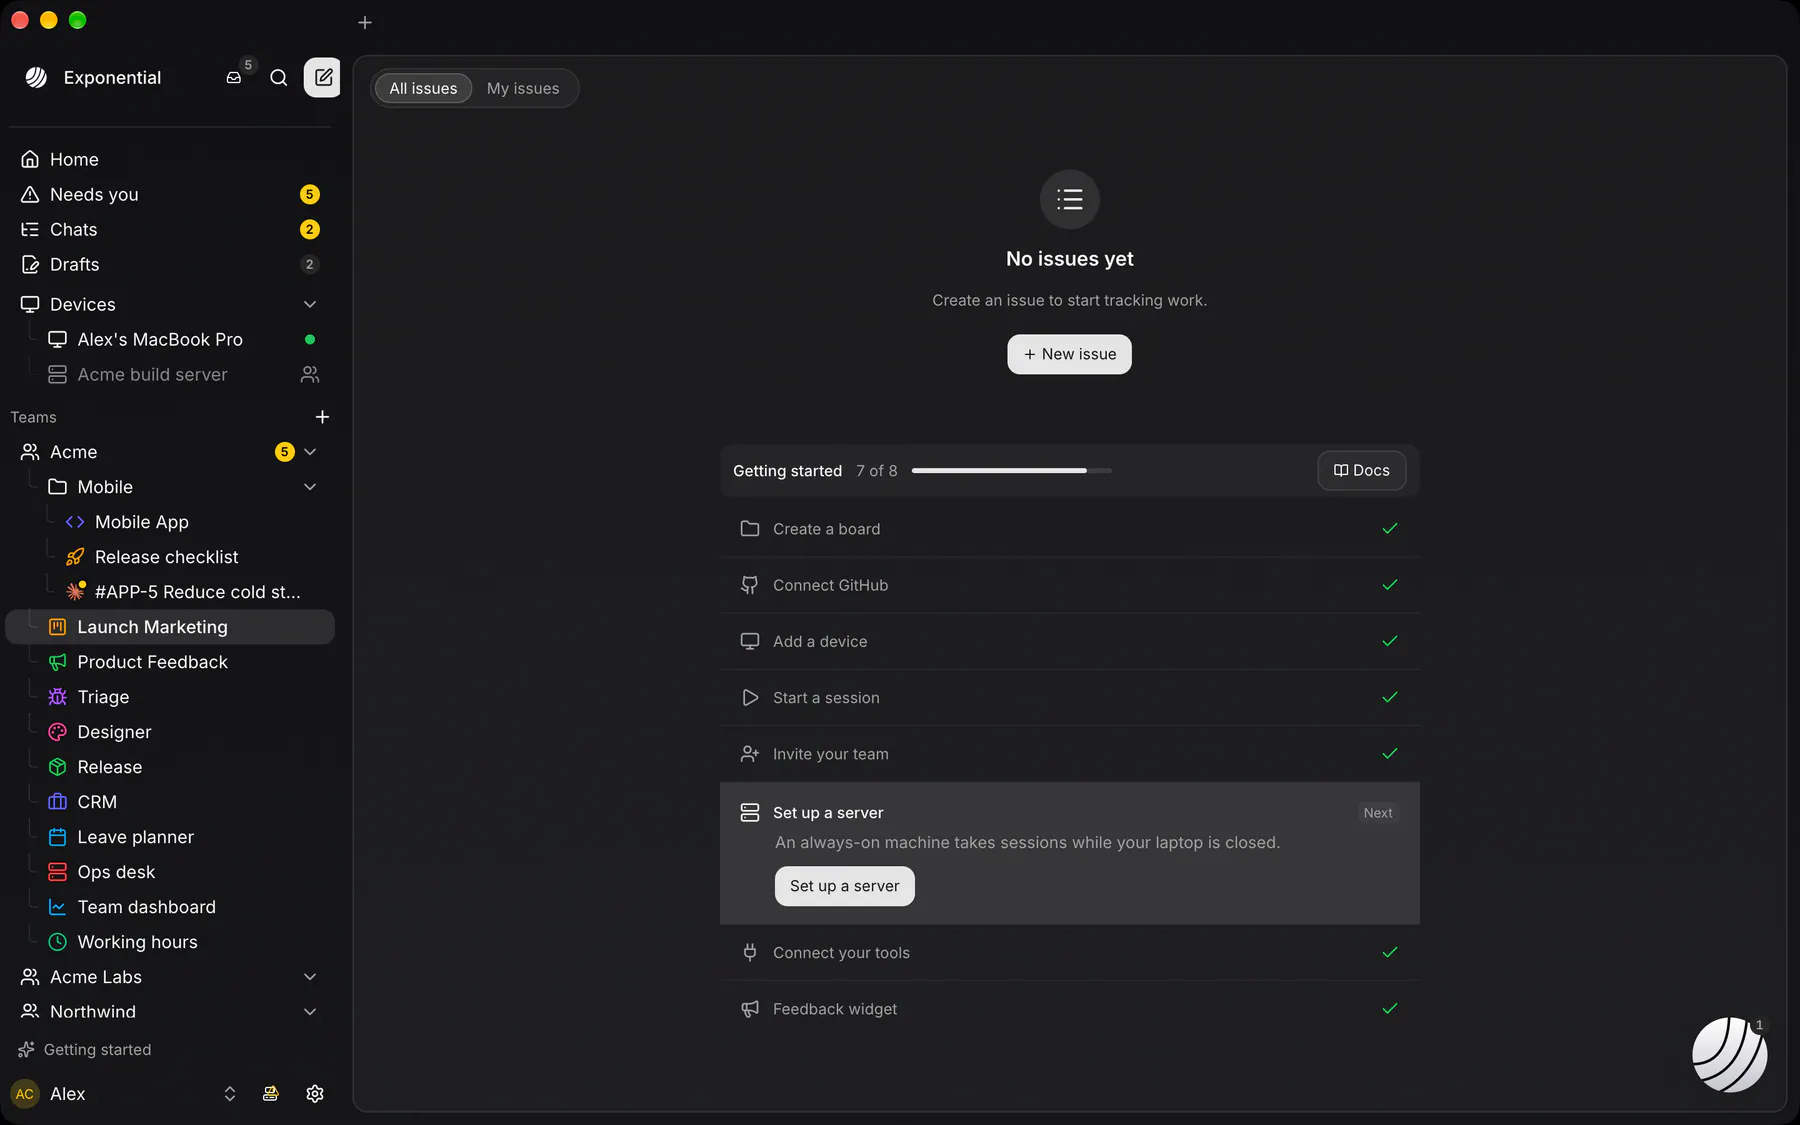 Exponential
5
Home
Needs you
5
Chats
2
Drafts
2
Devices
Alex's MacBook Pro
Acme build server
Teams
Acme
5
Mobile
Mobile App
Release checklist
#APP-5 Reduce cold st...
Launch Marketing
Product Feedback
Triage
Designer
Release
CRM
Leave planner
Ops desk
Team dashboard
Working hours
Acme Labs
Northwind
Getting started
AC
Alex
All issues
My issues
No issues yet
Create an issue to start tracking work.
+ New issue
Getting started 7 of 8
Docs
Create a board
Connect GitHub
Add a device
Start a session
Invite your team
Set up a server
Next
An always-on machine takes sessions while your laptop is closed.
Set up a server
Connect your tools
Feedback widget
1